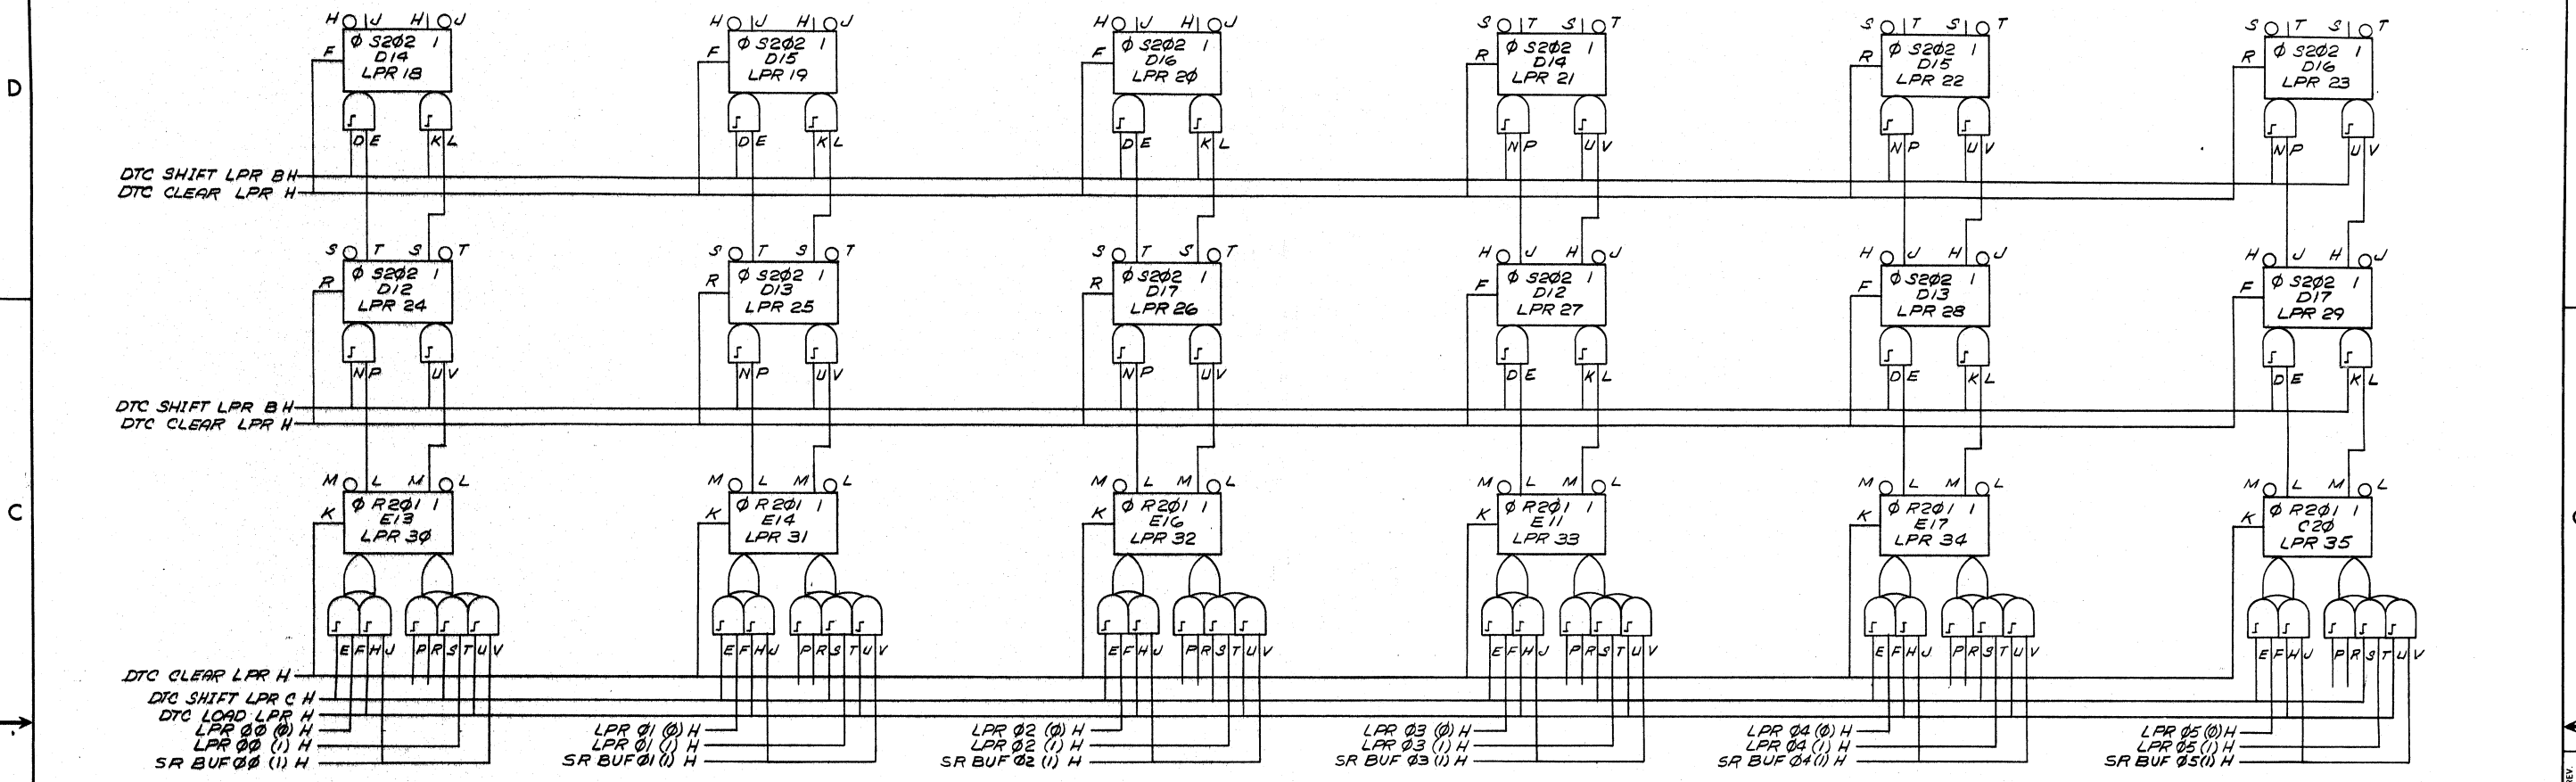 H J H J H J H J H J H J S T S T S T S T S T S T
Ø S2Ø2 1 Ø S2Ø2 1 Ø S2Ø2 1 Ø S2Ø2 1 Ø S2Ø2 1 Ø S2Ø2 1
F D14 F D15 F D16 R D14 R D15 R D16
D LPR 18 LPR 19 LPR 2Ø LPR 21 LPR 22 LPR 23
D E K L D E K L D E K L N P U V N P U V N P U V
DTC SHIFT LPR B H
DTC CLEAR LPR H
S T S T S T S T S T S T H J H J H J H J H J H J
Ø S2Ø2 1 Ø S2Ø2 1 Ø S2Ø2 1 Ø S2Ø2 1 Ø S2Ø2 1 Ø S2Ø2 1
R D12 R D13 R D17 F D12 F D13 F D17
LPR 24 LPR 25 LPR 26 LPR 27 LPR 28 LPR 29
N P U V N P U V N P U V D E K L D E K L D E K L
DTC SHIFT LPR B H
DTC CLEAR LPR H
M L M L M L M L M L M L M L M L M L M L M L M L
Ø R2Ø1 1 Ø R2Ø1 1 Ø R2Ø1 1 Ø R2Ø1 1 Ø R2Ø1 1 Ø R2Ø1 1
C K E13 K E14 K E16 K E11 K E17 K C2Ø
LPR 3Ø LPR 31 LPR 32 LPR 33 LPR 34 LPR 35
E F H J P R S T U V E F H J P R S T U V E F H J P R S T U V E F H J P R S T U V E F H J P R S T U V E F H J P R S T U V
DTC CLEAR LPR H
DTC SHIFT LPR C H
DTC LOAD LPR H
LPR ØØ (Ø) H LPR Ø1 (Ø) H LPR Ø2 (Ø) H LPR Ø3 (Ø) H LPR Ø4 (Ø) H LPR Ø5 (Ø) H
LPR ØØ (1) H LPR Ø1 (1) H LPR Ø2 (1) H LPR Ø3 (1) H LPR Ø4 (1) H LPR Ø5 (1) H
SR BUF ØØ (1) H SR BUF Ø1 (1) H SR BUF Ø2 (1) H SR BUF Ø3 (1) H SR BUF Ø4 (1) H SR BUF Ø5 (1) H